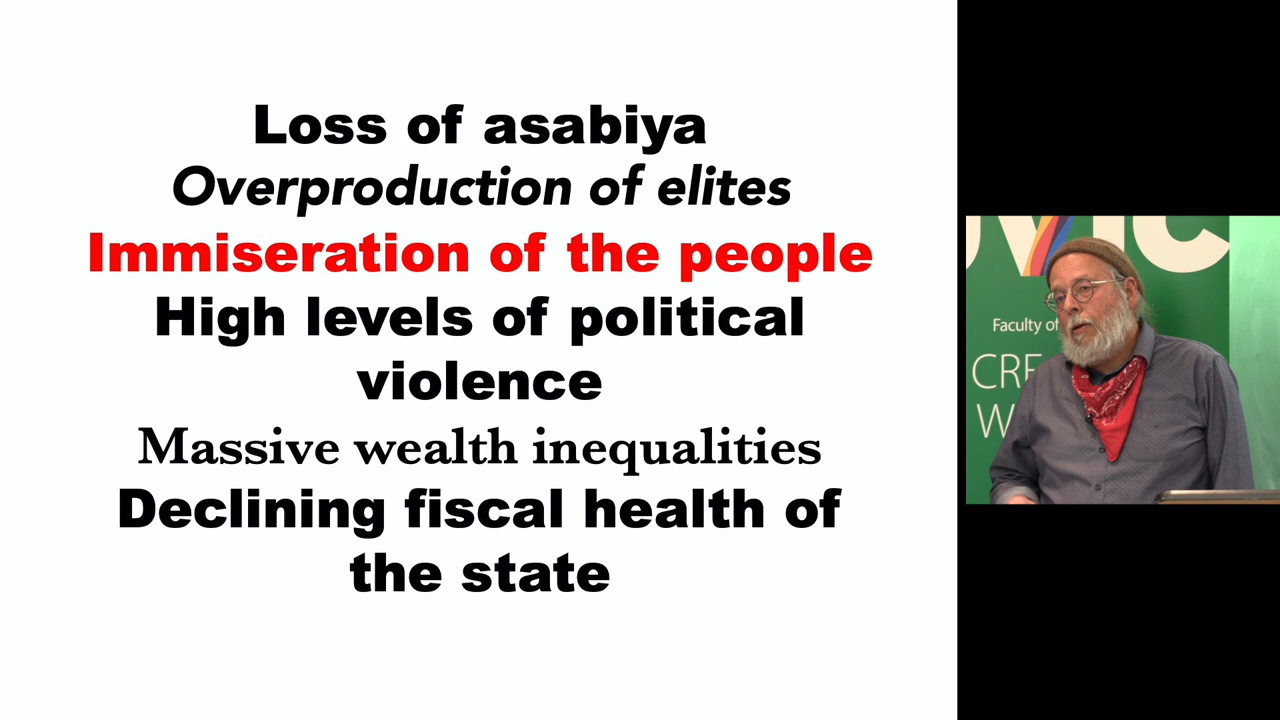 Loss of asabiya
Overproduction of elites
Immiseration of the people
High levels of political
violence
Massive wealth inequalities
Declining fiscal health of
the state
Faculty of